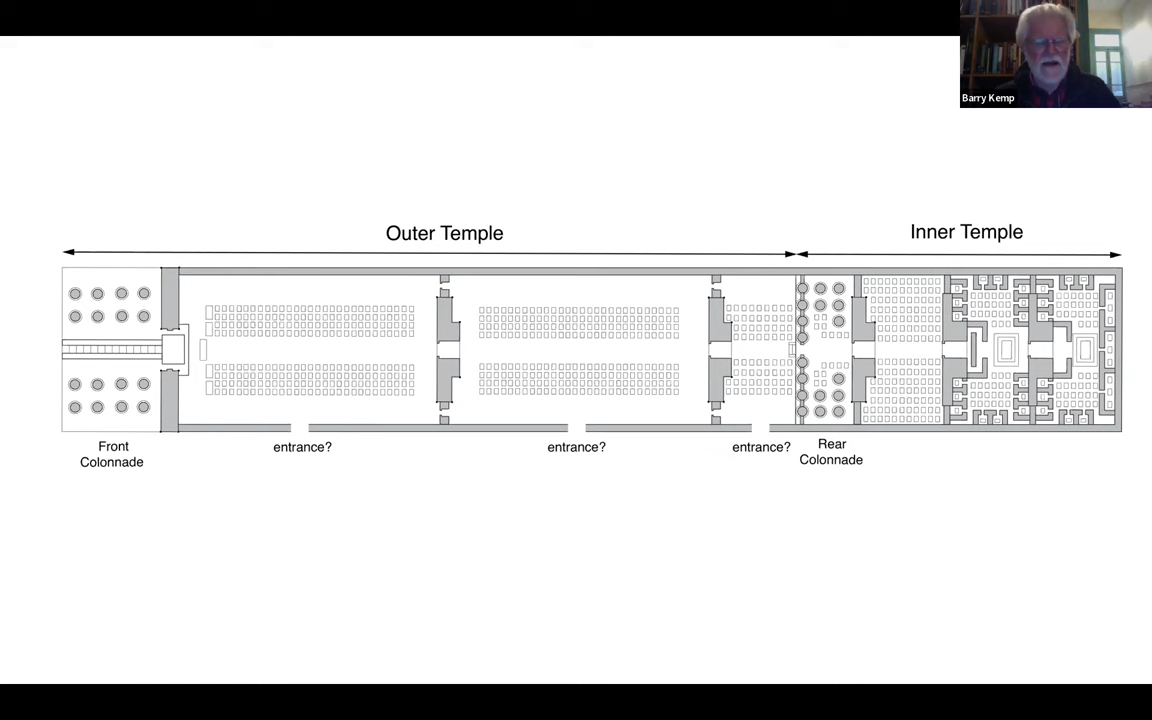 Barry Kemp
Outer Temple
Inner Temple
Front
Colonnade
entrance?
entrance?
entrance?
Rear
Colonnade